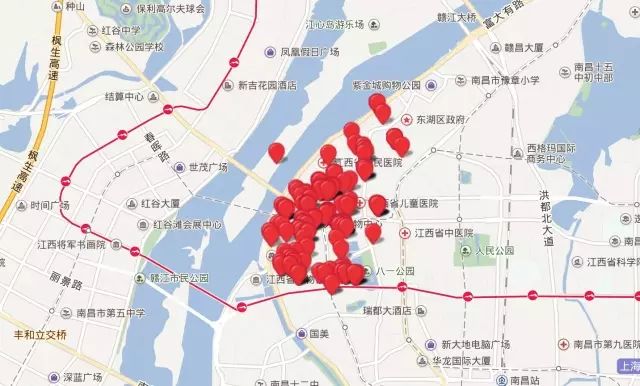 种山
保利高尔夫球会
枫生高速
红谷中学
森林公园学校
江心岛游乐场
赣江大桥
富大有路
凤凰假日广场
赣昌大厦
新吉花园酒店
紫金城购物公园
南昌市豫章小学
南昌十五中初中部
结算中心
东湖区政府
春晖路
枫生高速
世茂广场
江西省
民医院
西格玛国际商务中心
时间广场
红谷大厦
省儿童医院
洪都北大道
红谷滩会展中心
物中心
江西省中医院
江西将军书画院
人民公园
江西省科学院
丽景路
赣江市民公园
江西省
八一公园
南昌市第五中学
瑞都大酒店
丰和立交桥
国美
新大地电脑广场
南昌市第九医院
华龙国际大厦
上海
深蓝广场
南昌十二中
南昌站